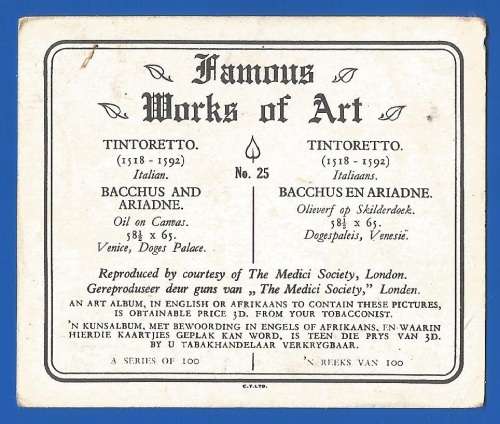 Famous
Works of Art
TINTORETTO.
(1518 - 1592)
Italian.
BACCHUS AND
ARIADNE.
Oil on Canvas.
58½ x 65.
Venice, Doges Palace.
No. 25
TINTORETTO.
(1518 - 1592)
Italiaans.
BACCHUS EN ARIADNE.
Olieverf op Skilderdoek.
58½ x 65.
Dogespaleis, Venesië.
Reproduced by courtesy of The Medici Society, London.
Gereproduseer deur guns van „The Medici Society,” Londen.
AN ART ALBUM, IN ENGLISH OR AFRIKAANS TO CONTAIN THESE PICTURES,
IS OBTAINABLE PRICE 3D. FROM YOUR TOBACCONIST.
'N KUNSALBUM, MET BEWOORDING IN ENGELS OF AFRIKAANS, EN WAARIN
HIERDIE KAARTJIES GEPLAK KAN WORD, IS TEEN DIE PRYS VAN 3D.
BY U TABAKHANDELAAR VERKRYGBAAR.
A SERIES OF 100
'N REEKS VAN 100
C.T.LTD.